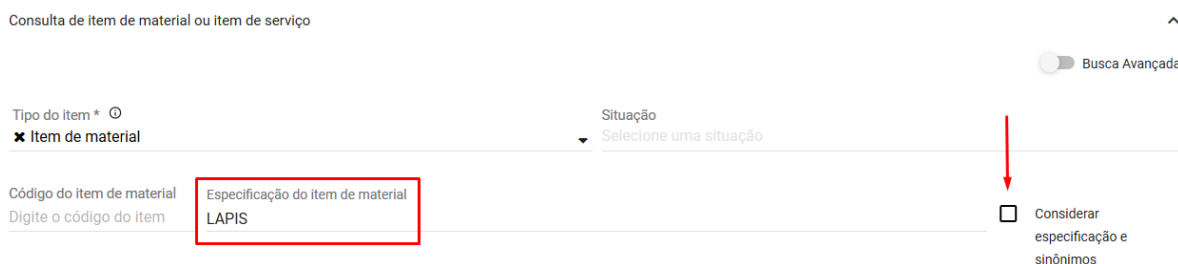 Consulta de item de material ou item de serviço
Busca Avançada
Tipo do item *
Situação
Item de material
Selecione uma situação
Código do item de material
Especificação do item de material
Digite o código do item
LAPIS
Considerar
especificação e
sinônimos